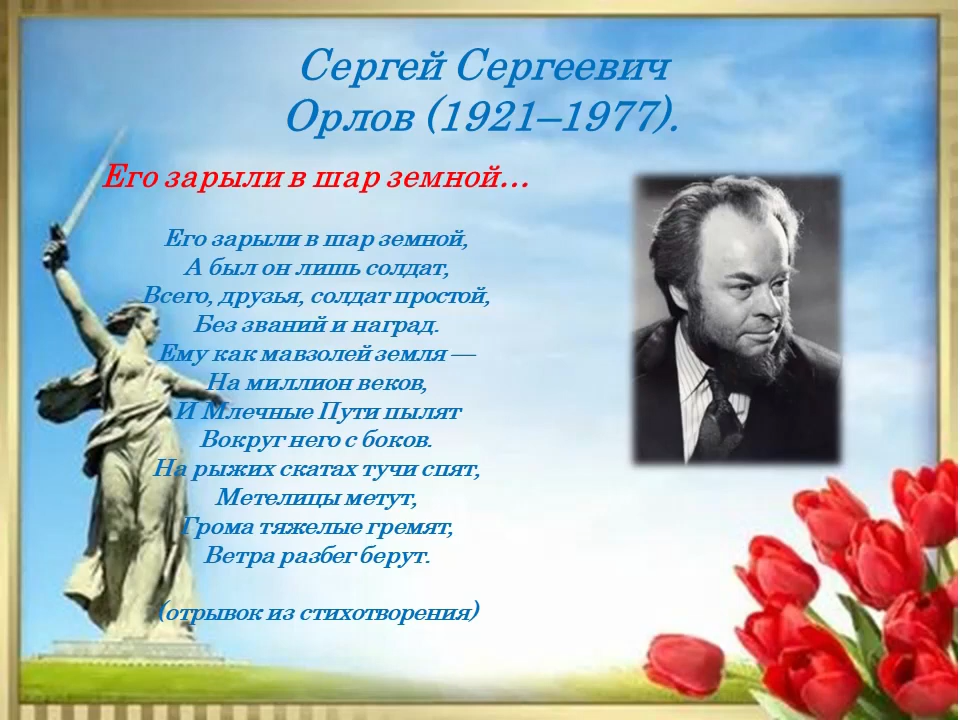 Сергей Сергеевич
Орлов (1921–1977).
Его зарыли в шар земной…
Его зарыли в шар земной,
А был он лишь солдат,
Всего, друзья, солдат простой,
Без званий и наград.
Ему как мавзолей земля —
На миллион веков,
И Млечные Пути пылят
Вокруг него с боков.
На рыжих скатах тучи спят,
Метелицы метут,
Грома тяжелые гремят,
Ветра разбег берут.
(отрывок из стихотворения)